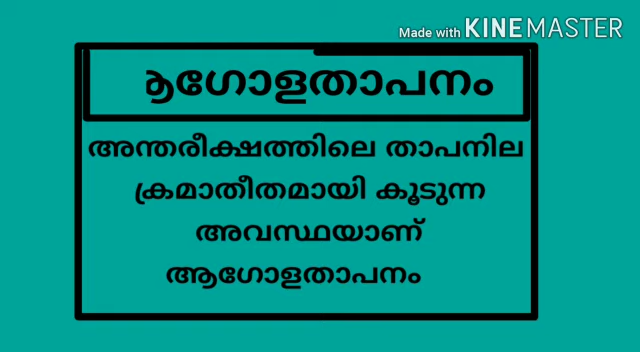 Made with KINEMASTER
ആഗോളതാപനം
അന്തരീക്ഷത്തിലെ താപനില
ക്രമാതീതമായി കൂടുന്ന
അവസ്ഥയാണ്
ആഗോളതാപനം